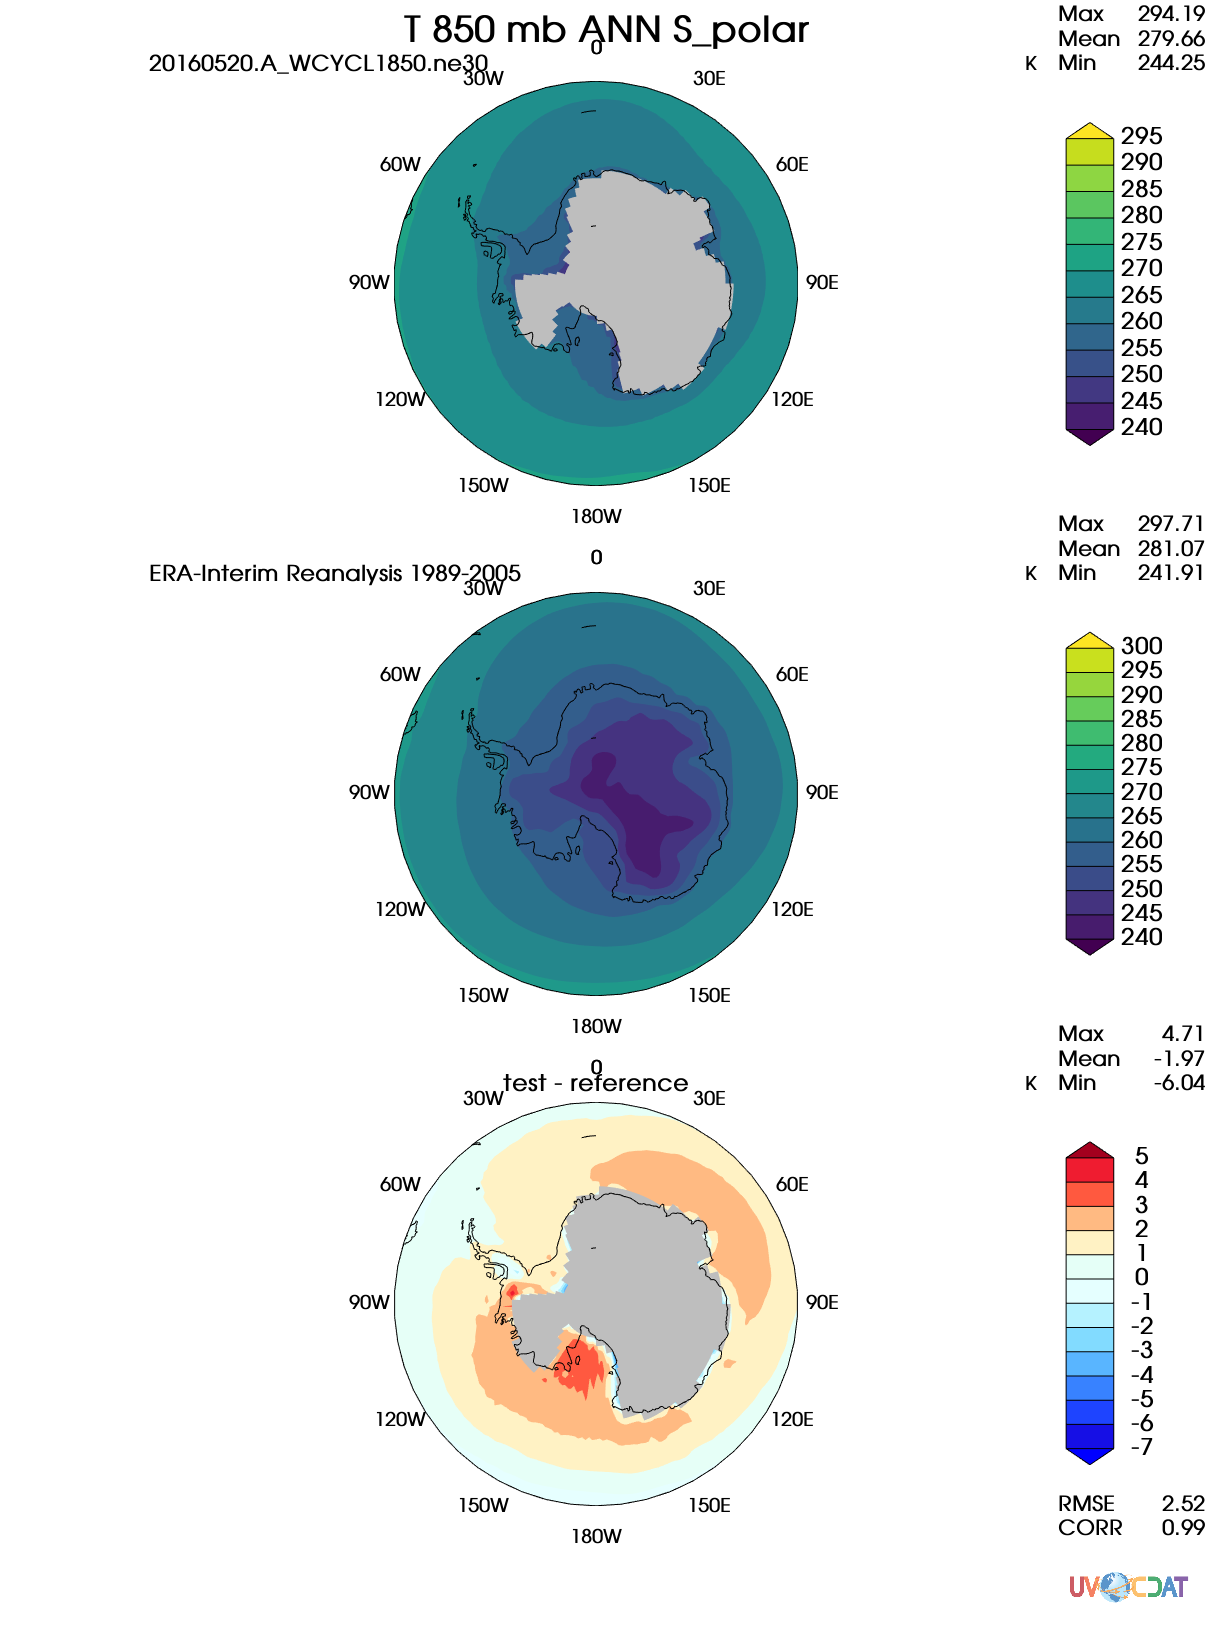 T 850 mb ANN S_polar
20160520.A_WCYCL1850.ne30
Max 294.19
Mean 279.66
K Min 244.25
0
30W 30E
60W 60E
90W 90E
120W 120E
150W 150E
180W
295
290
285
280
275
270
265
260
255
250
245
240
ERA-Interim Reanalysis 1989-2005
Max 297.71
Mean 281.07
K Min 241.91
0
30W 30E
60W 60E
90W 90E
120W 120E
150W 150E
180W
300
295
290
285
280
275
270
265
260
255
250
245
240
test - reference
Max 4.71
Mean -1.97
K Min -6.04
0
30W 30E
60W 60E
90W 90E
120W 120E
150W 150E
180W
5
4
3
2
1
0
-1
-2
-3
-4
-5
-6
-7
RMSE 2.52
CORR 0.99
UV CDAT